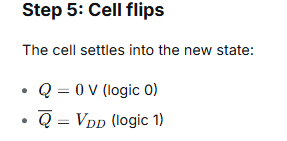 Step 5: Cell flips
The cell settles into the new state:
• Q = 0 V (logic 0)
• Q̅ = V_DD (logic 1)